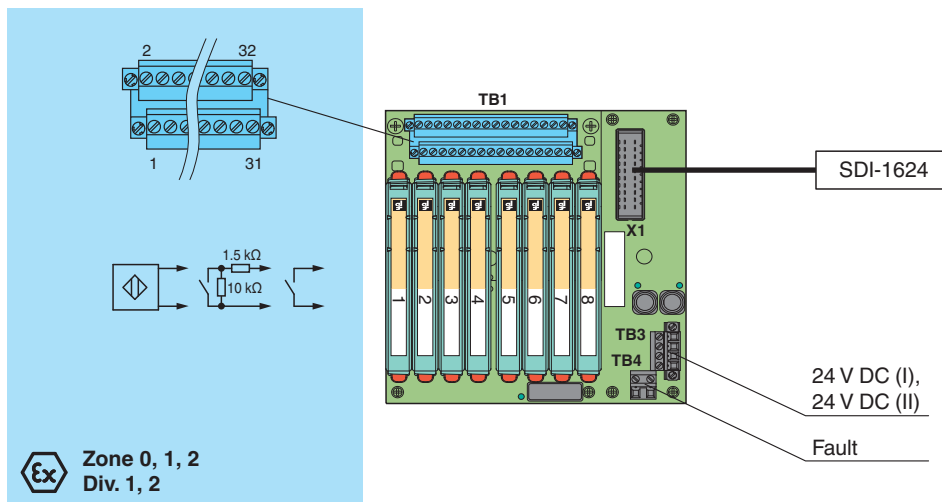 2 32
1 31
TB1
SDI-1624
X1
1.5 kΩ
10 kΩ
1 2 3 4 5 6 7 8
TB3
TB4
24 V DC (I),
24 V DC (II)
Fault
Ex
Zone 0, 1, 2
Div. 1, 2